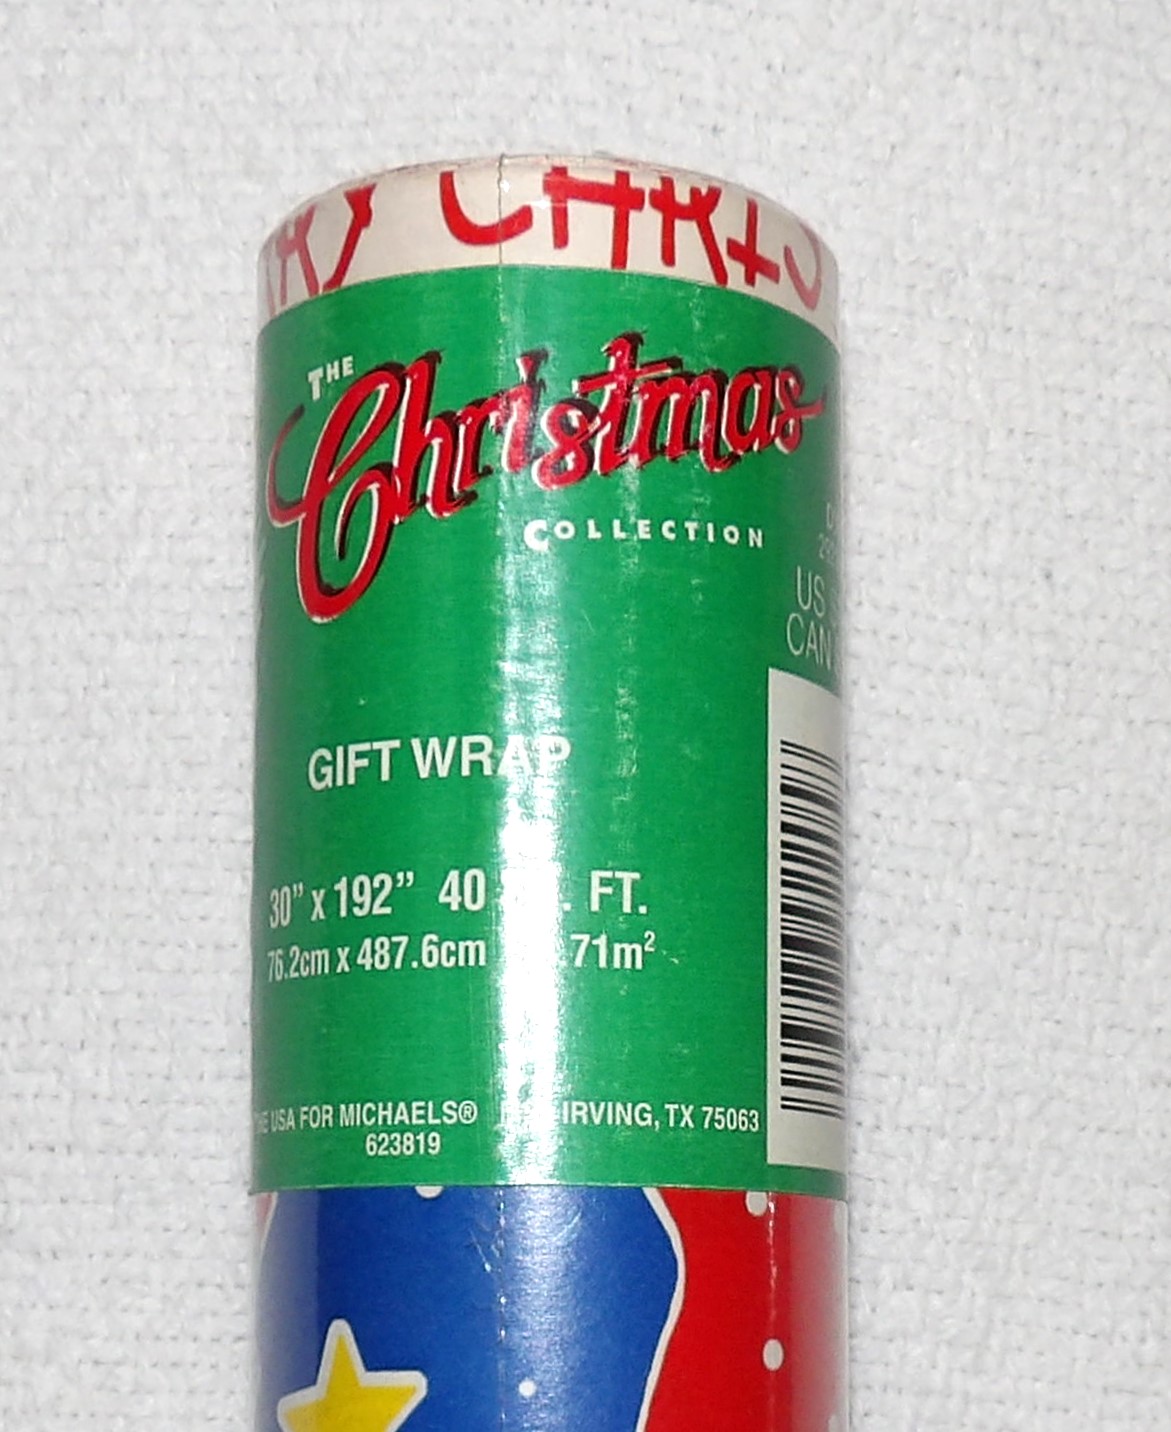 CHRIS
THE
Christmas
COLLECTION
US
CAN
GIFT WRAP
30” x 192” 40 FT.
76.2cm x 487.6cm 71m²
USA FOR MICHAELS® IRVING, TX 75063
623819